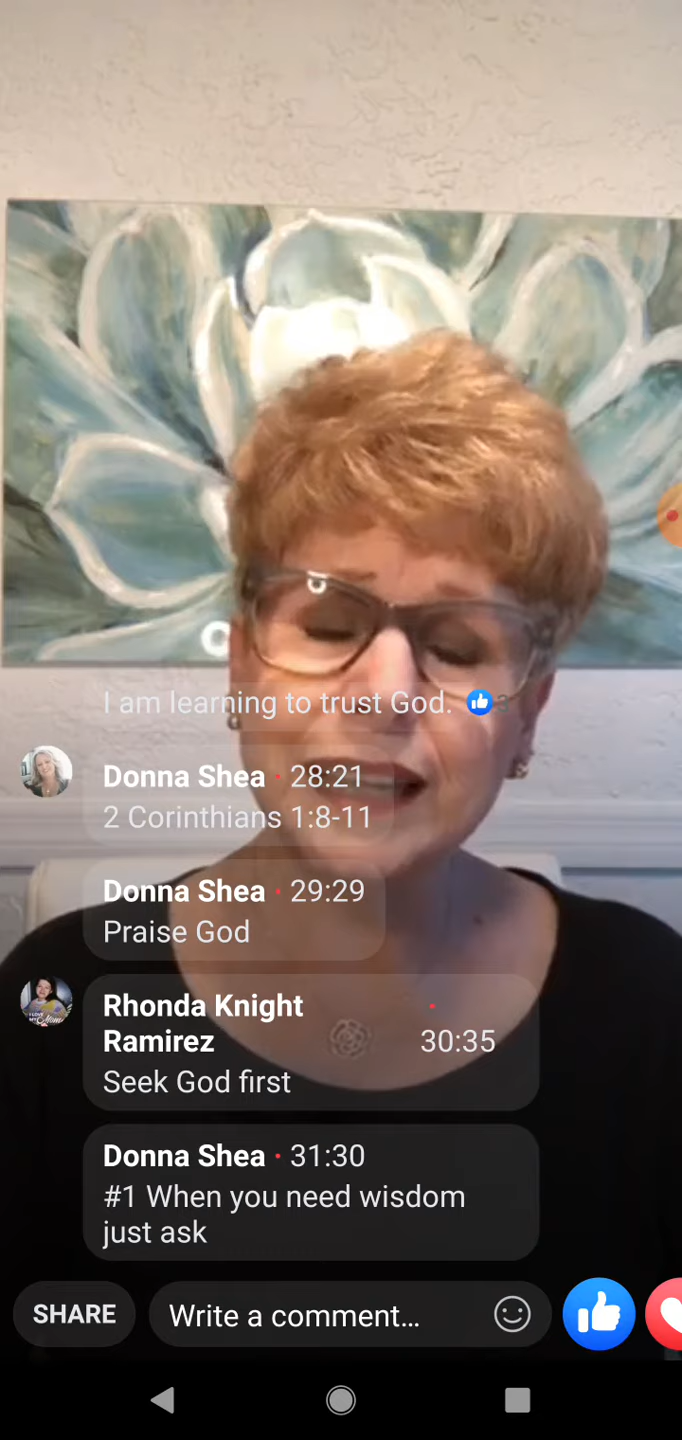 I am learning to trust God. 3
Donna Shea · 28:21
2 Corinthians 1:8-11
Donna Shea · 29:29
Praise God
Rhonda Knight ·
Ramirez 30:35
Seek God first
Donna Shea · 31:30
#1 When you need wisdom
just ask
SHARE Write a comment...